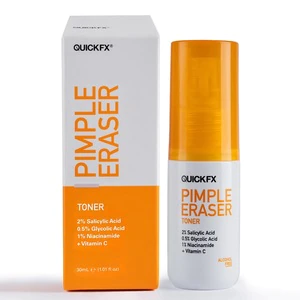 QUICKFX®
PIMPLE
ERASER
TONER
2% Salicylic Acid
0.5% Glycolic Acid
1% Niacinamide
+ Vitamin C
QUICKFX
PIMPLE
ERASER
TONER
2% Salicylic Acid
0.5% Glycolic Acid
1% Niacinamide
+ Vitamin C